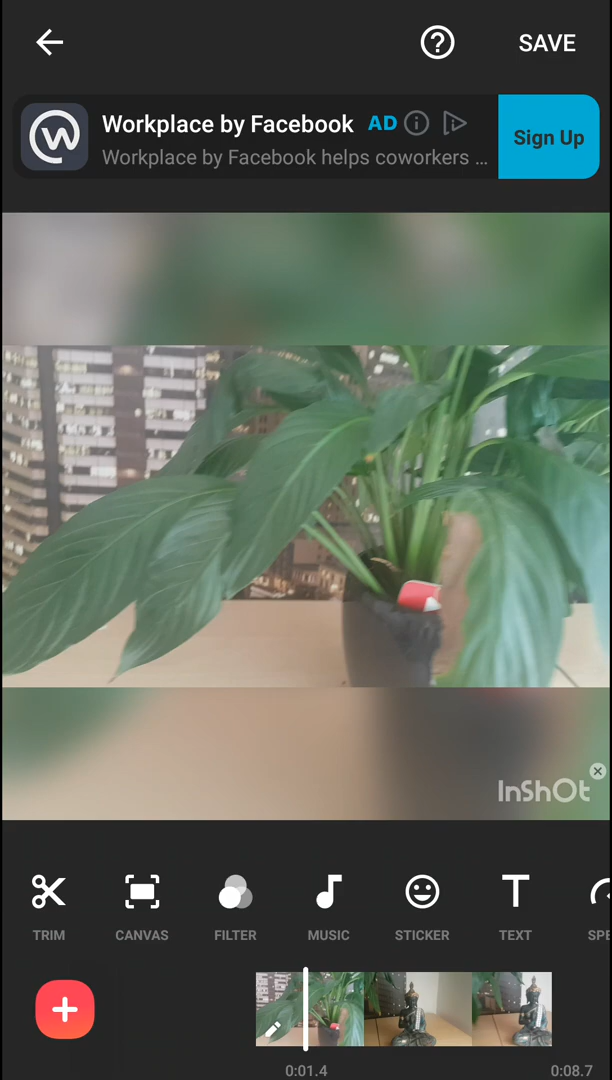 SAVE
Workplace by Facebook AD
Workplace by Facebook helps coworkers ...
Sign Up
InShOt
TRIM CANVAS FILTER MUSIC STICKER TEXT SPE
0:01.4 0:08.7